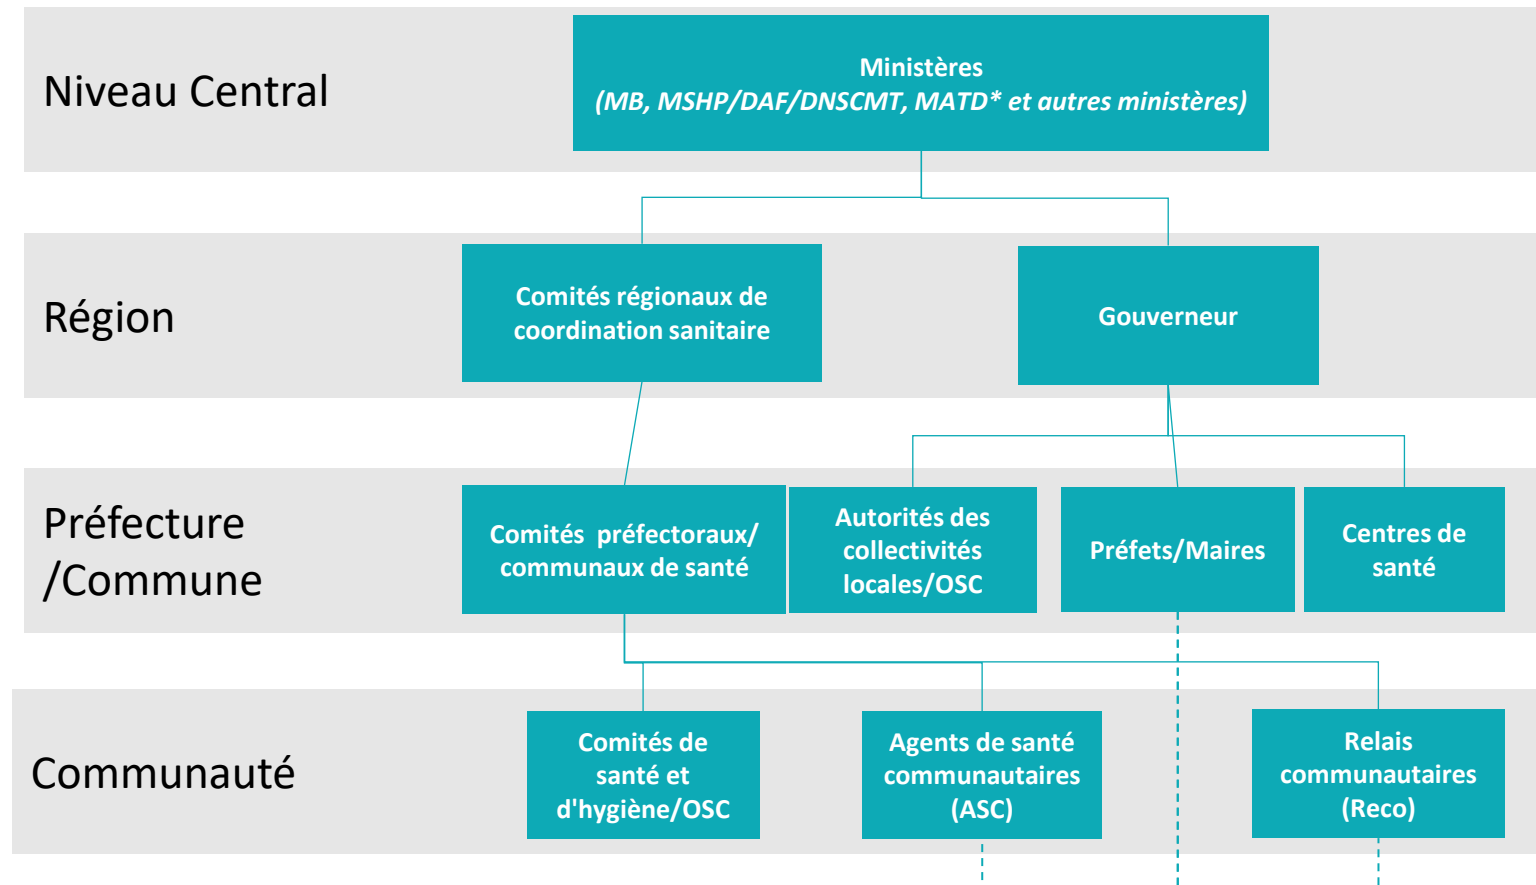 Niveau Central
Ministères
(MB, MSHP/DAF/DNSCMT, MATD* et autres ministères)
Région
Comités régionaux de
coordination sanitaire
Gouverneur
Préfecture
/Commune
Comités préfectoraux/
communaux de santé
Autorités des
collectivités
locales/OSC
Préfets/Maires
Centres de
santé
Communauté
Comités de
santé et
d'hygiène/OSC
Agents de santé
communautaires
(ASC)
Relais
communautaires
(Reco)